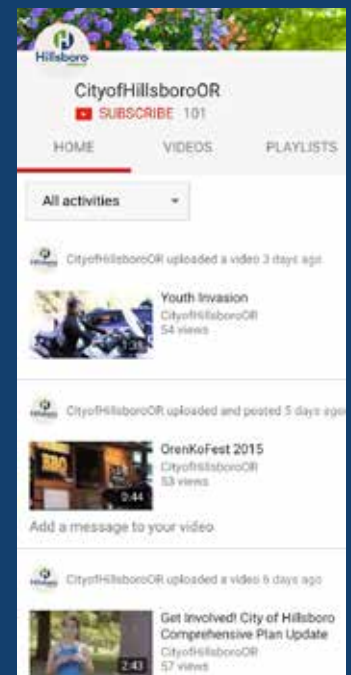 Hillsboro
CityofHillsboroOR
SUBSCRIBE 101
HOME VIDEOS PLAYLISTS
All activities
CityofHillsboroOR uploaded a video 3 days ago
Youth Invasion
CityofHillsboroOR
54 views
CityofHillsboroOR uploaded and posted 5 days ago
BBQ
OrenKoFest 2015
CityofHillsboroOR
53 views
0:44
Add a message to your video
CityofHillsboroOR uploaded a video 6 days ago
Get Involved! City of Hillsboro
Comprehensive Plan Update
CityofHillsboroOR
57 views
2:43